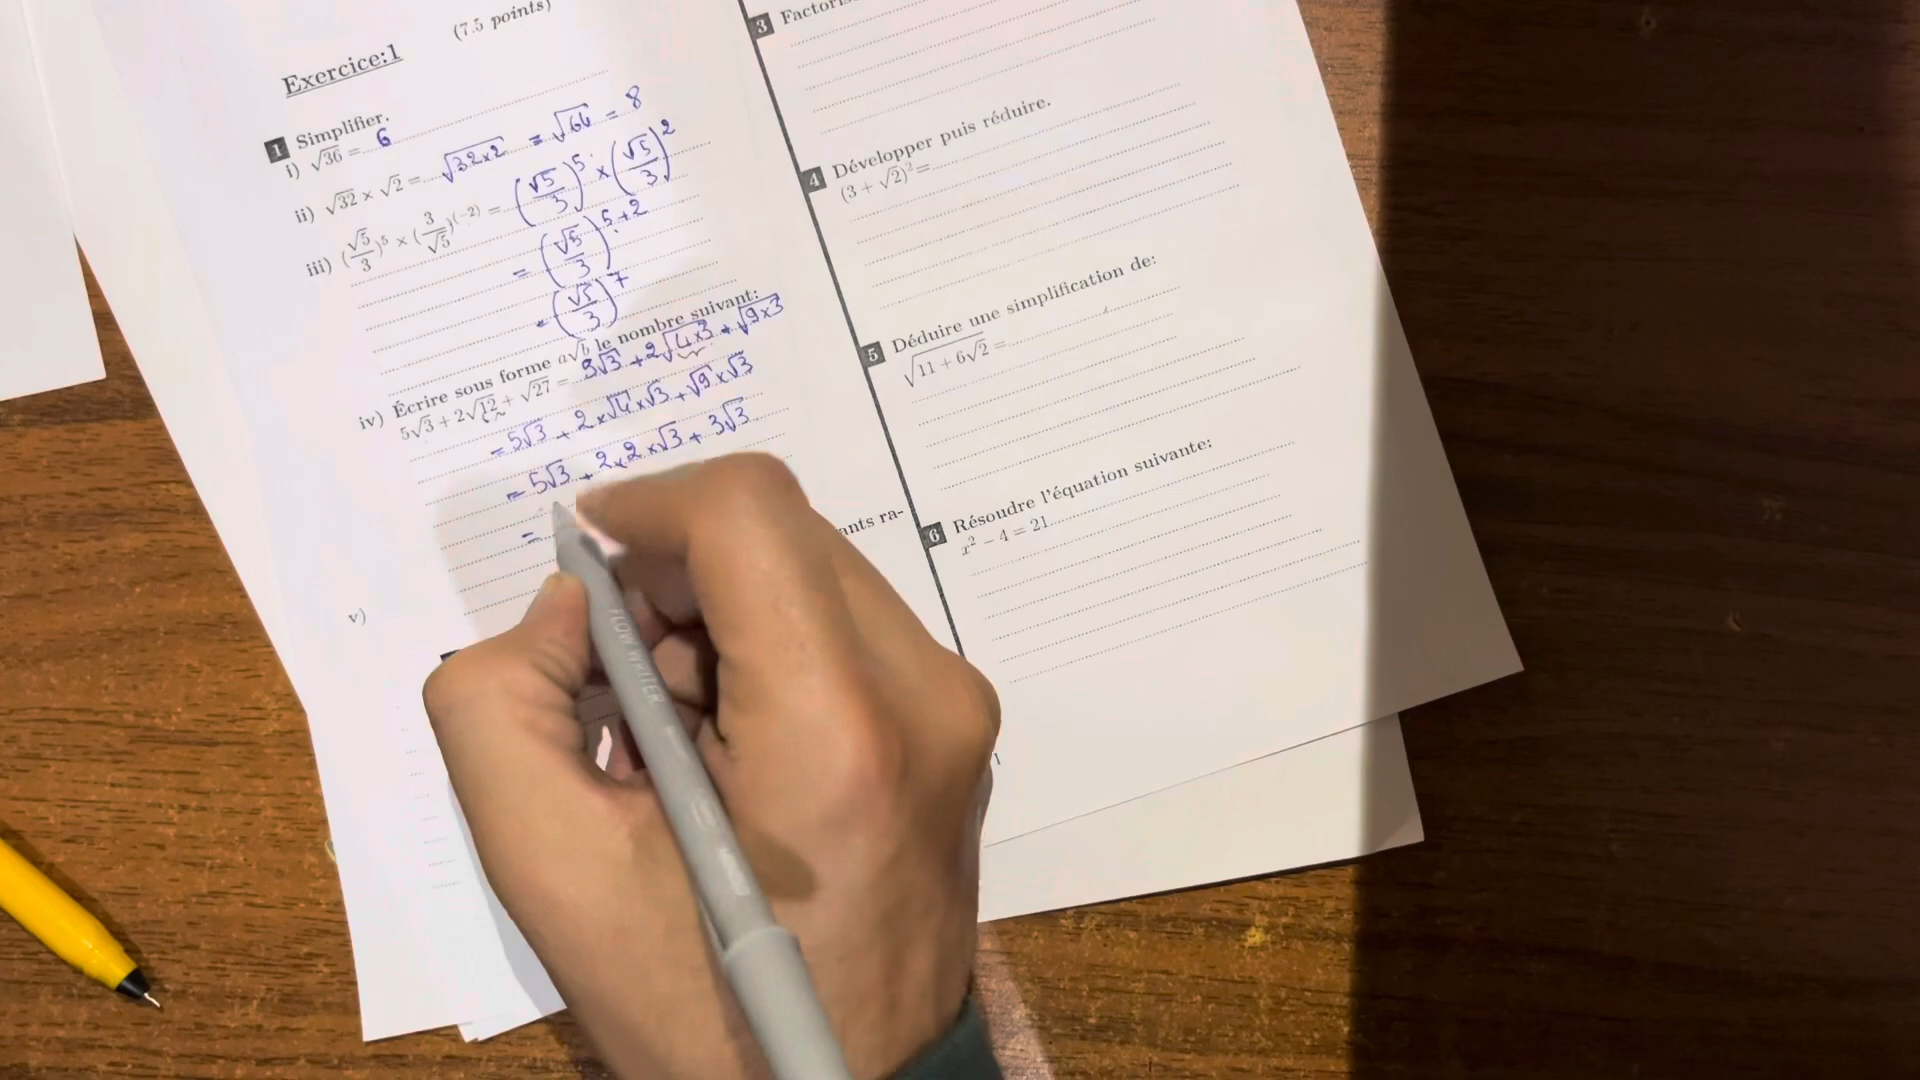 Exercice:1
(7.5 points)
1 Simplifier.
i) √36 = 6
ii) √32 × √2 = √32×2 = √64 = 8
iii) (√5/3)^5 × (3/√5)^(-2) = (√5/3)^5 × (√5/3)^2
= (√5/3)^5+2
= (√5/3)^7
iv) Écrire sous forme a√b le nombre suivant:
5√3 + 2√12 + √27 = 5√3 + 2√4×3 + √9×3
= 5√3 + 2×√4×√3 + √9×√3
= 5√3 + 2×2×√3 + 3√3
=
v)
ants ra-
3
4 Développer puis réduire.
(3 + √2)² =
5 Déduire une simplification de:
√11 + 6√2 =
6 Résoudre l'équation suivante:
x² − 4 = 21
1
FLOW WRITER